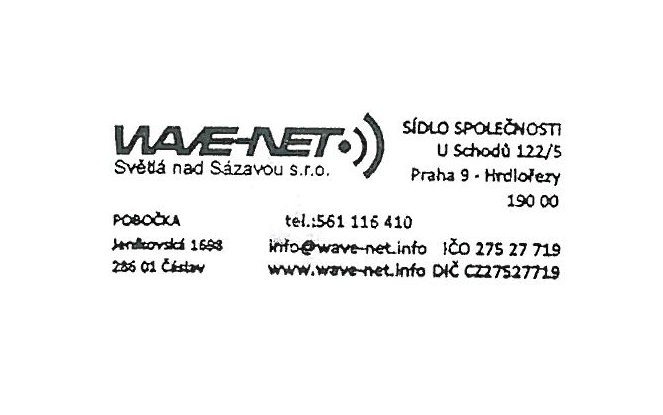 WAVE-NET
Světlá nad Sázavou s.r.o.
SÍDLO SPOLEČNOSTI
U Schodů 122/5
Praha 9 - Hrdlořezy
190 00
POBOČKA
Jeníkovská 1698
286 01 Čáslav
tel.:561 116 410
info@wave-net.info
www.wave-net.info
IČO 275 27 719
DIČ CZ27527719